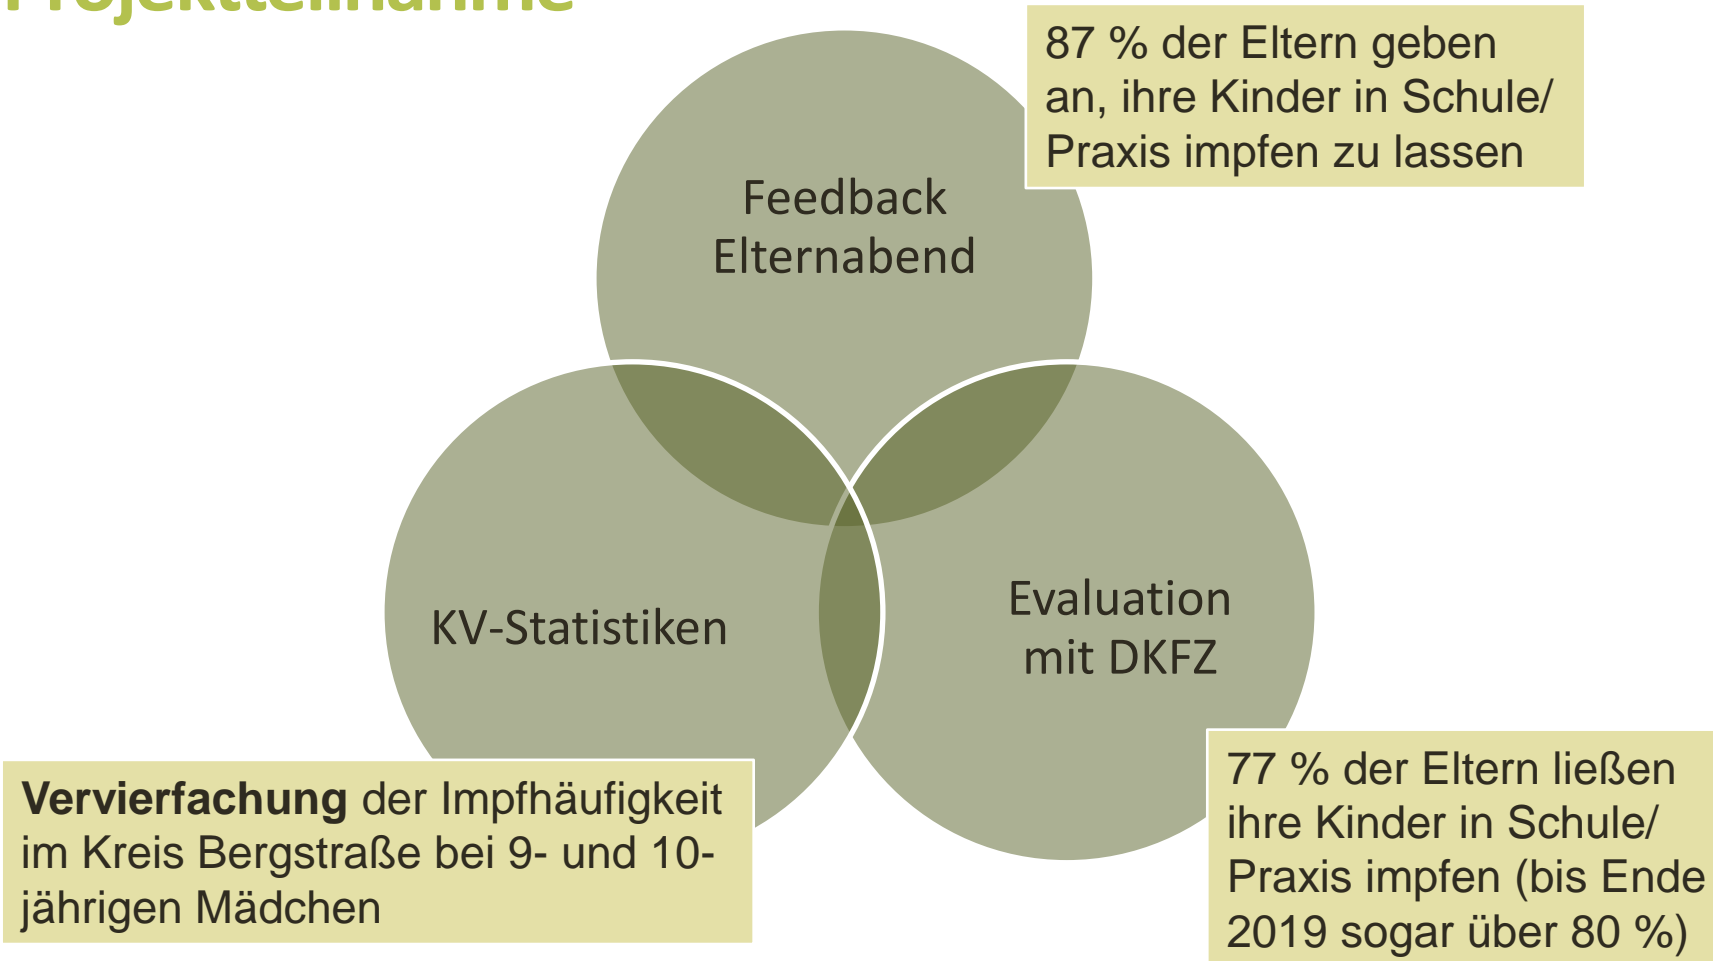 Projektteilnahme
87 % der Eltern geben
an, ihre Kinder in Schule/
Praxis impfen zu lassen
Feedback
Elternabend
KV-Statistiken
Evaluation
mit DKFZ
Vervierfachung der Impfhäufigkeit
im Kreis Bergstraße bei 9- und 10-
jährigen Mädchen
77 % der Eltern ließen
ihre Kinder in Schule/
Praxis impfen (bis Ende
2019 sogar über 80 %)